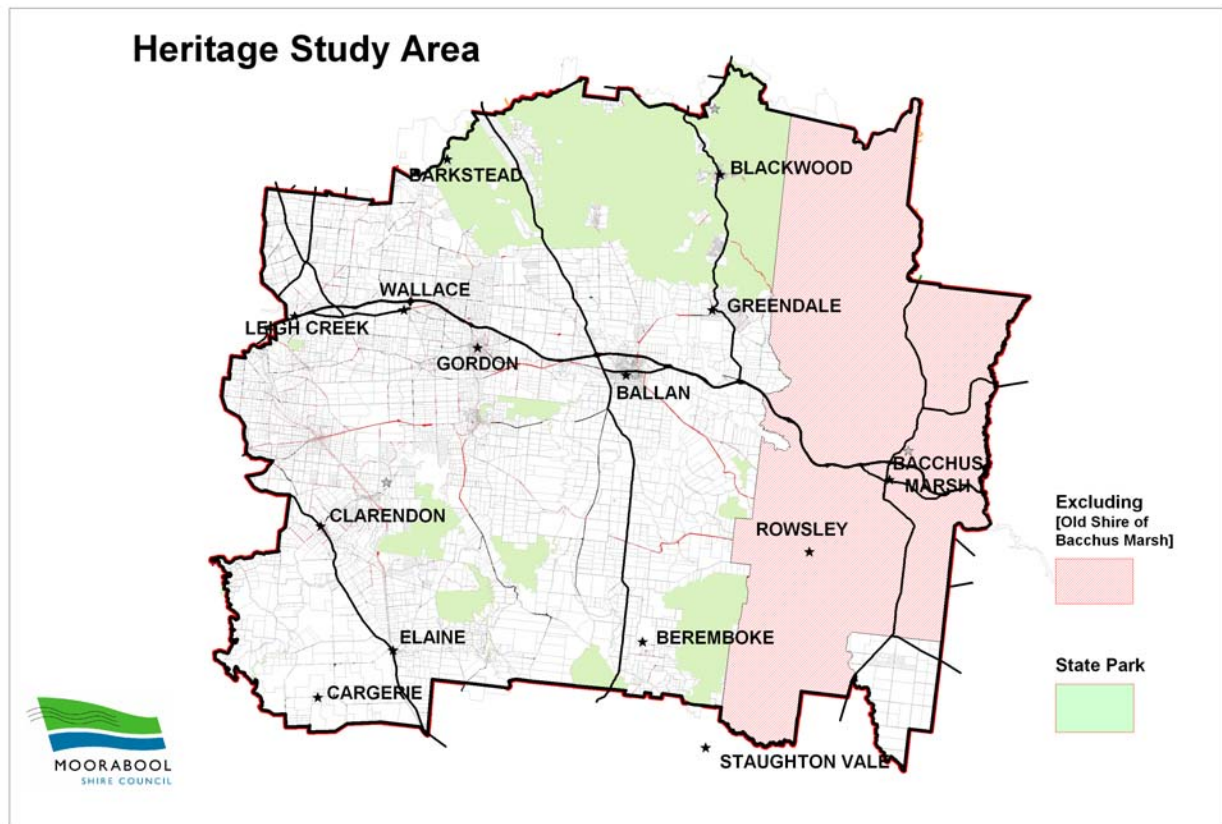 Heritage Study Area
BARKSTEAD
BLACKWOOD
WALLACE
GREENDALE
LEIGH CREEK
GORDON
BALLAN
BACCHUS
MARSH
CLARENDON
ROWSLEY
ELAINE
BEREMBOKE
CARGERIE
STAUGHTON VALE
Excluding
[Old Shire of
Bacchus Marsh]
State Park
MOORABOOL
SHIRE COUNCIL